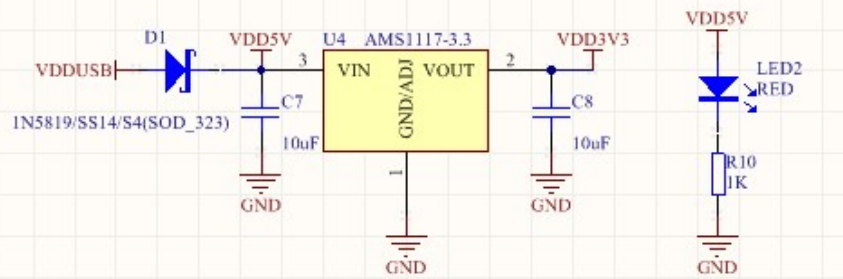 D1
VDDUSB
1N5819/SS14/S4(SOD_323)
VDD5V
C7
10uF
GND
U4 AMS1117-3.3
3
VIN
GND/ADJ
VOUT
2
1
GND
VDD3V3
C8
10uF
GND
VDD5V
LED2
RED
R10
1K
GND